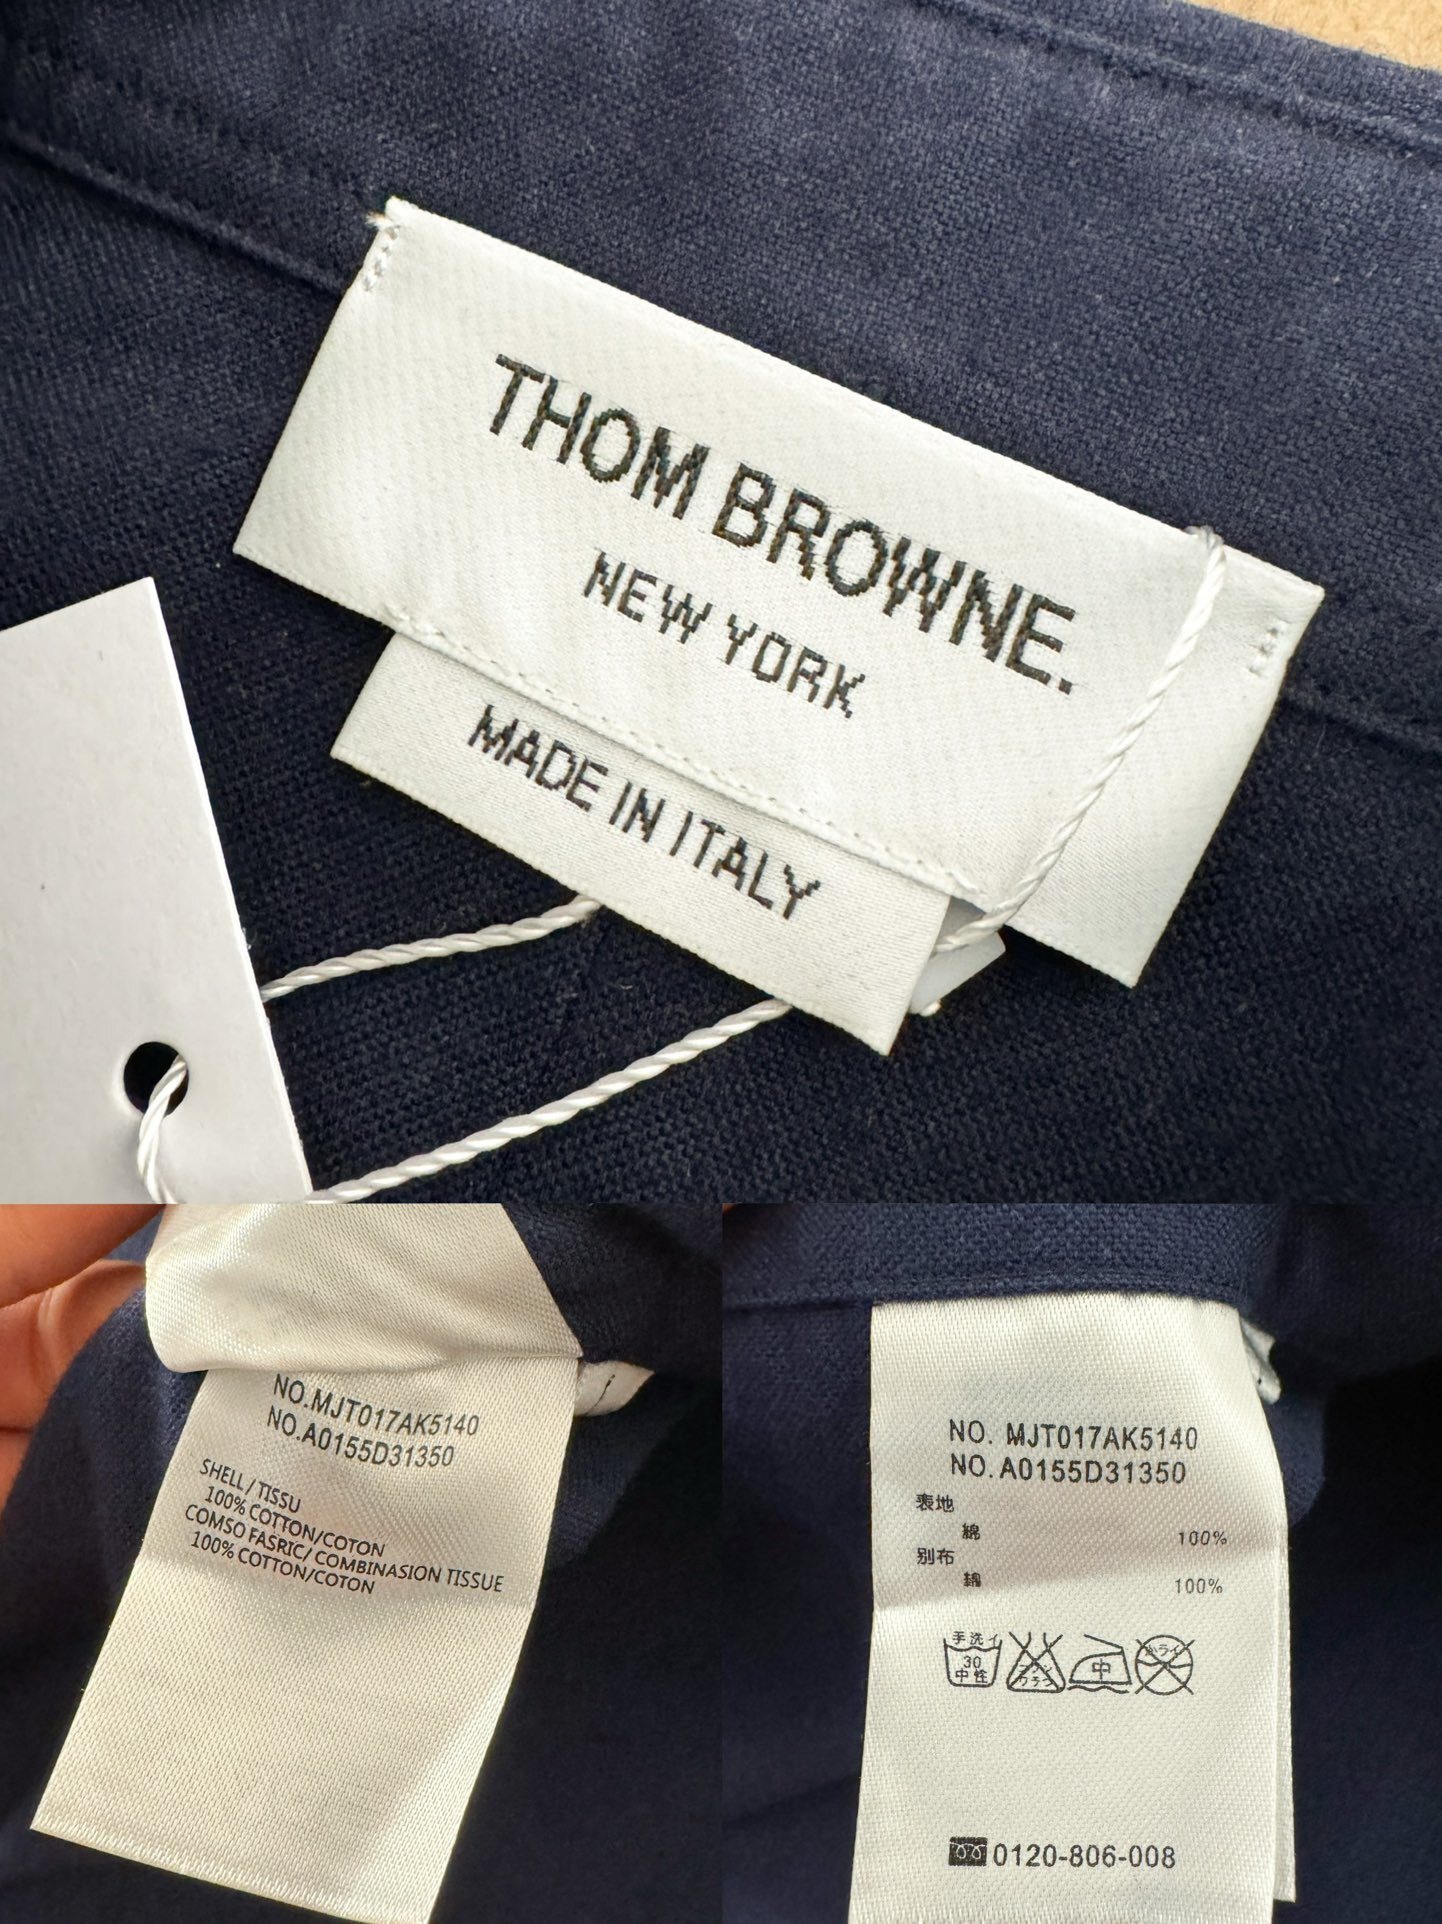 THOM BROWNE.
NEW YORK
MADE IN ITALY
NO.MJT017AK5140
NO.A0155D31350
SHELL / TISSU
100% COTTON/COTON
COMSO FASRIC/ COMBINASION TISSUE
100% COTTON/COTON
NO. MJT017AK5140
NO. A0155D31350
表地
綿 100%
別布
綿 100%
手洗イ
30
中性
中
0120-806-008